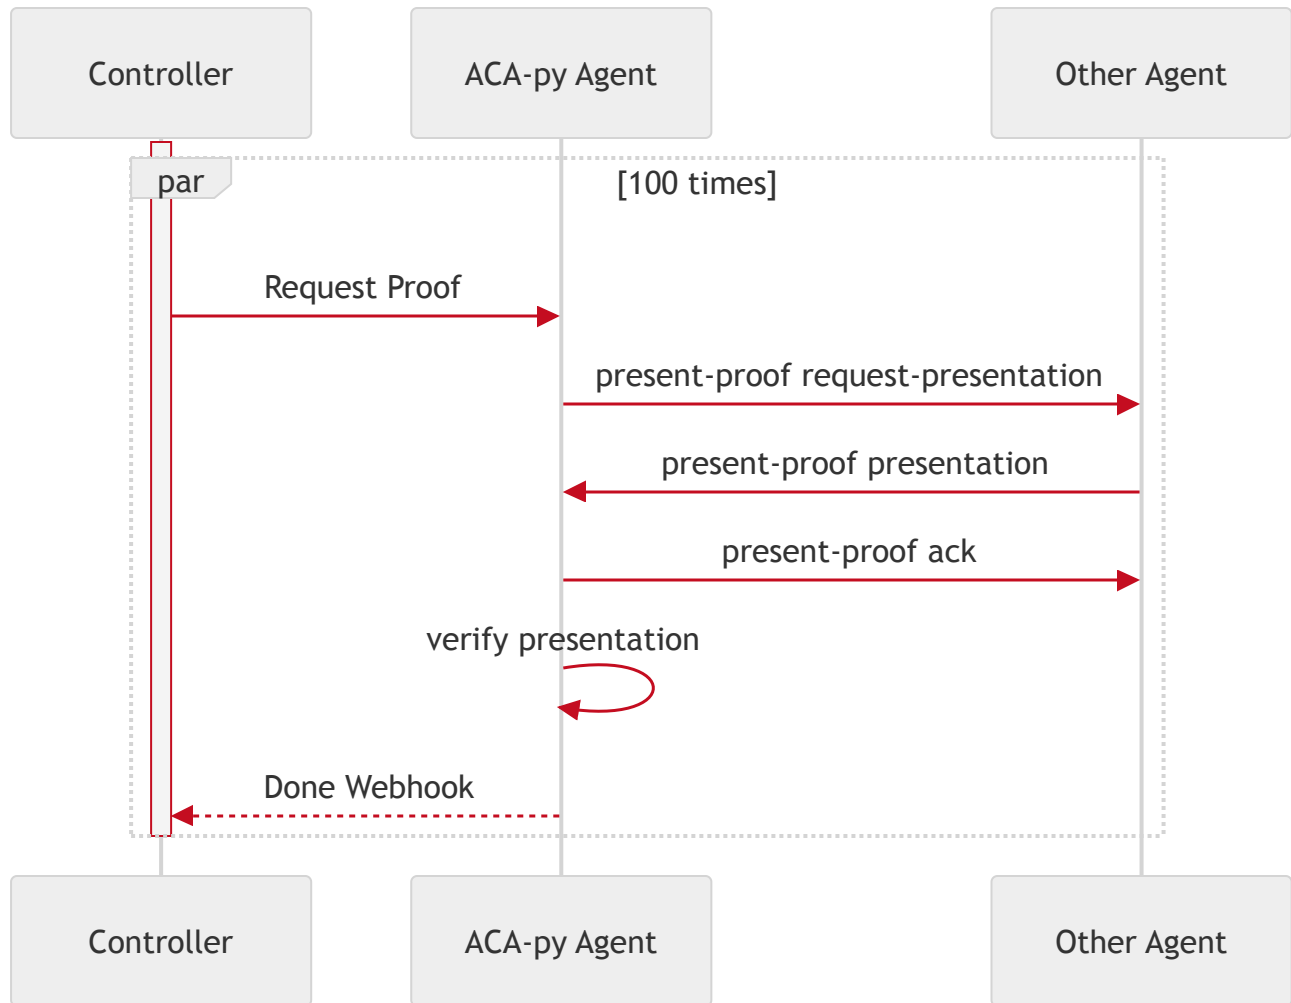 Controller
ACA-py Agent
Other Agent
par
[100 times]
Request Proof
present-proof request-presentation
present-proof presentation
present-proof ack
verify presentation
Done Webhook
Controller
ACA-py Agent
Other Agent